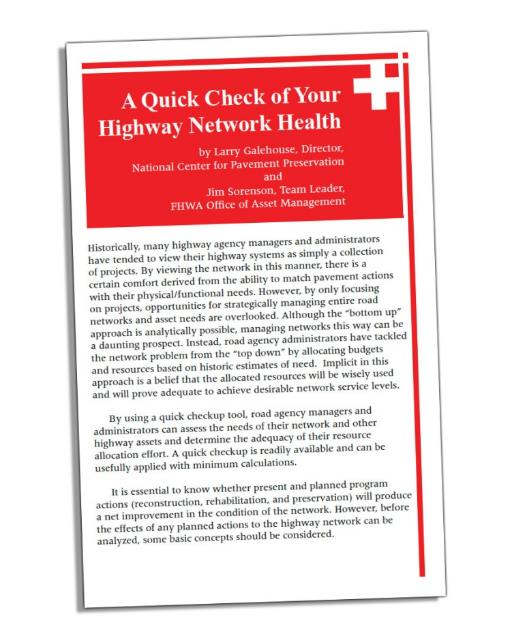 A Quick Check of Your
Highway Network Health
by Larry Galehouse, Director,
National Center for Pavement Preservation
and
Jim Sorenson, Team Leader,
FHWA Office of Asset Management
Historically, many highway agency managers and administrators
have tended to view their highway systems as simply a collection
of projects. By viewing the network in this manner, there is a
certain comfort derived from the ability to match pavement actions
with their physical/functional needs. However, by only focusing
on projects, opportunities for strategically managing entire road
networks and asset needs are overlooked. Although the “bottom up”
approach is analytically possible, managing networks this way can be
a daunting prospect. Instead, road agency administrators have tackled
the network problem from the “top down” by allocating budgets
and resources based on historic estimates of need. Implicit in this
approach is a belief that the allocated resources will be wisely used
and will prove adequate to achieve desirable network service levels.
By using a quick checkup tool, road agency managers and
administrators can assess the needs of their network and other
highway assets and determine the adequacy of their resource
allocation effort. A quick checkup is readily available and can be
usefully applied with minimum calculations.
It is essential to know whether present and planned program
actions (reconstruction, rehabilitation, and preservation) will produce
a net improvement in the condition of the network. However, before
the effects of any planned actions to the highway network can be
analyzed, some basic concepts should be considered.